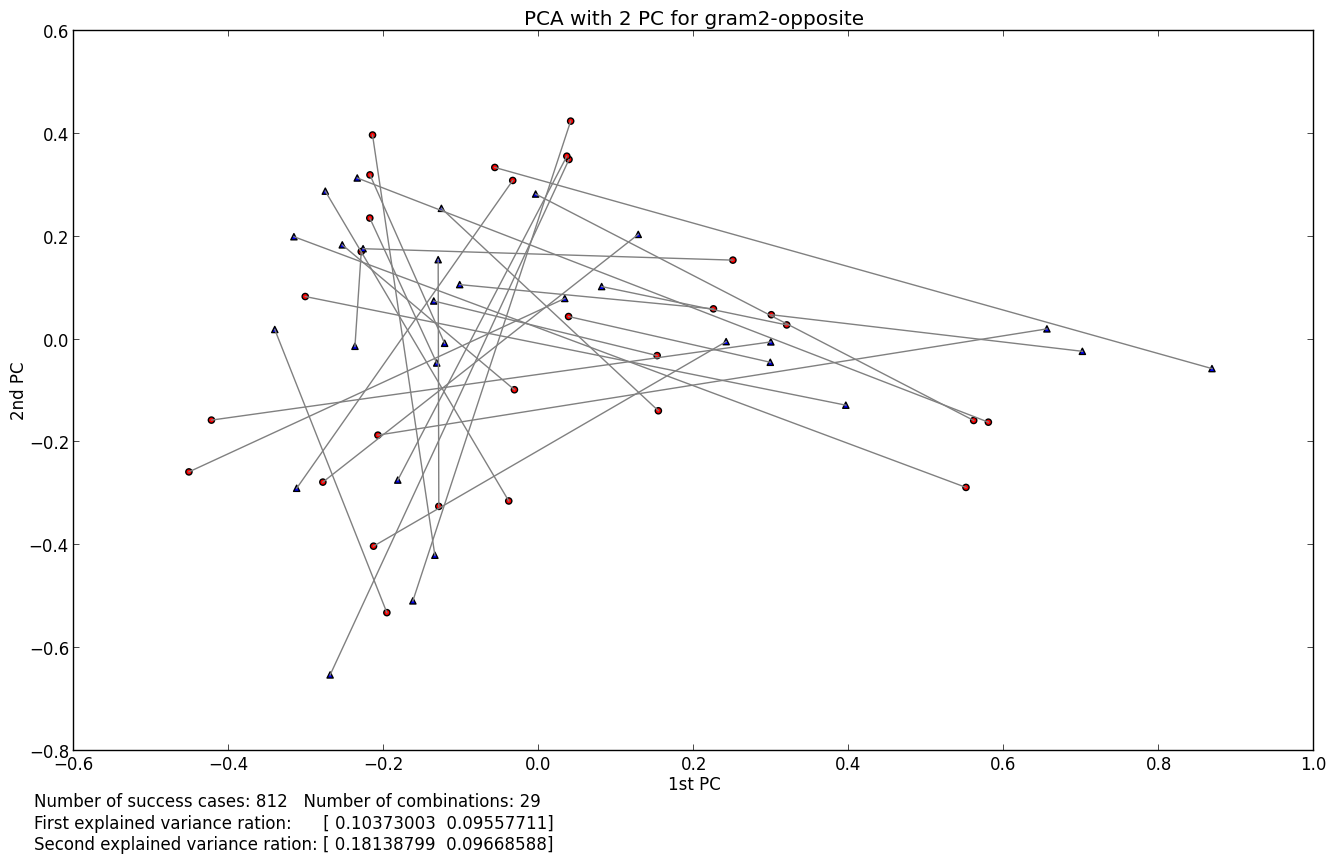 PCA with 2 PC for gram2-opposite
0.6
0.4
0.2
0.0
−0.2
−0.4
−0.6
−0.8
2nd PC
−0.6 −0.4 −0.2 0.0 0.2 0.4 0.6 0.8 1.0
1st PC
Number of success cases: 812 Number of combinations: 29
First explained variance ration: [ 0.10373003 0.09557711]
Second explained variance ration: [ 0.18138799 0.09668588]